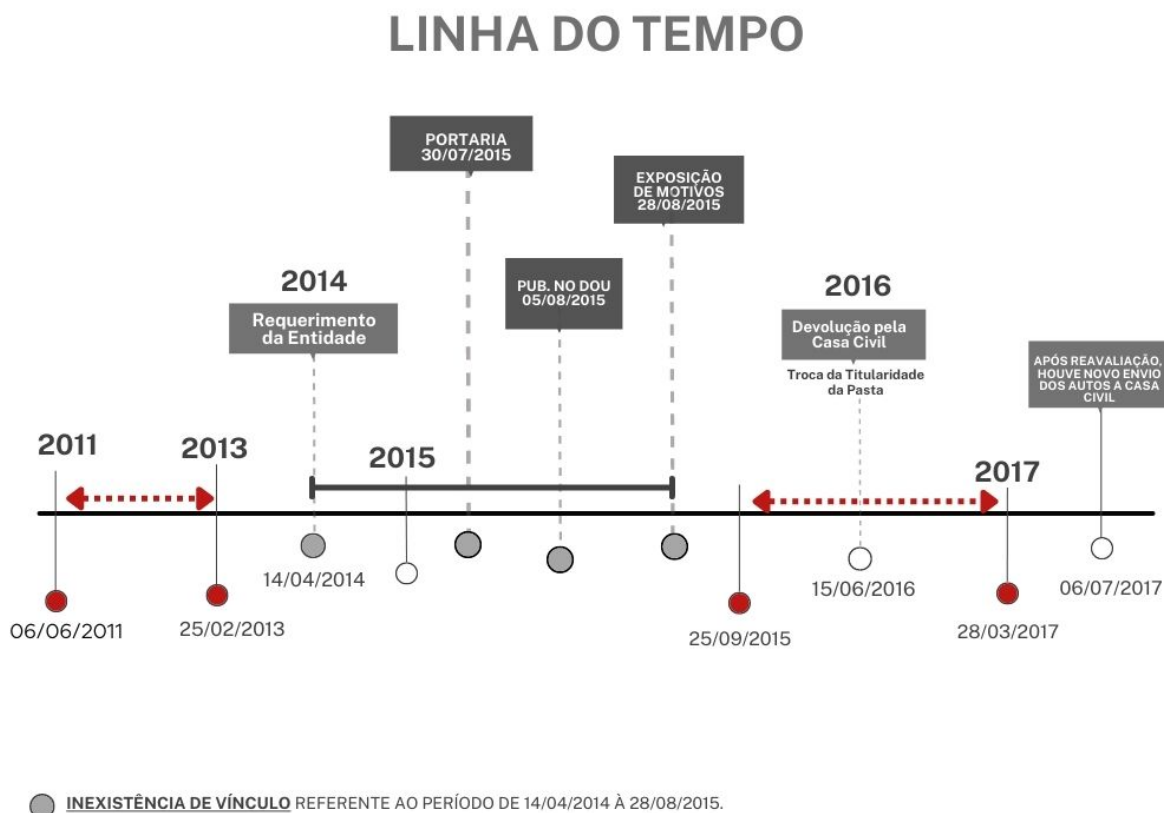 LINHA DO TEMPO
PORTARIA
30/07/2015
EXPOSIÇÃO
DE MOTIVOS
28/08/2015
2014
Requerimento
da Entidade
PUB. NO DOU
05/08/2015
2016
Devolução pela
Casa Civil
Troca da Titularidade
da Pasta
APÓS REAVALIAÇÃO,
HOUVE NOVO ENVIO
DOS AUTOS A CASA
CIVIL
2011
2013
2015
2017
14/04/2014
15/06/2016
06/07/2017
06/06/2011
25/02/2013
25/09/2015
28/03/2017
INEXISTÊNCIA DE VÍNCULO REFERENTE AO PERÍODO DE 14/04/2014 À 28/08/2015.